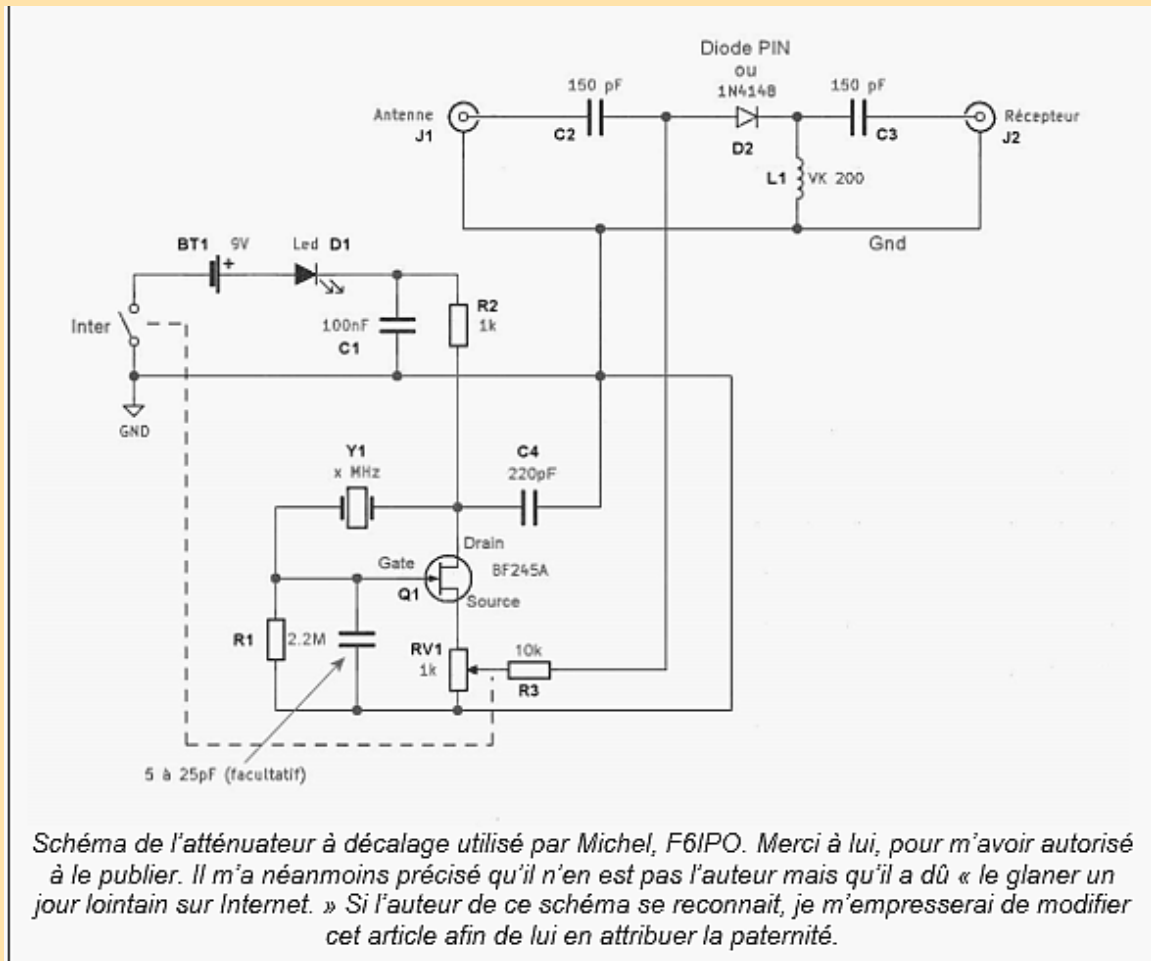 Diode PIN
ou
1N4148
150 pF
150 pF
Antenne
J1
C2
D2
C3
Récepteur
J2
L1 VK 200
Gnd
BT1 9V Led D1
+
R2
1k
Inter
100nF
C1
GND
Y1
x MHz
C4
220pF
Drain
Gate
BF245A
Q1
Source
R1 2.2M
RV1
1k
10k
R3
5 à 25pF (facultatif)
Schéma de l'atténuateur à décalage utilisé par Michel, F6IPO. Merci à lui, pour m'avoir autorisé
à le publier. Il m'a néanmoins précisé qu'il n'en est pas l'auteur mais qu'il a dû « le glaner un
jour lointain sur Internet. » Si l'auteur de ce schéma se reconnait, je m'empresserai de modifier
cet article afin de lui en attribuer la paternité.